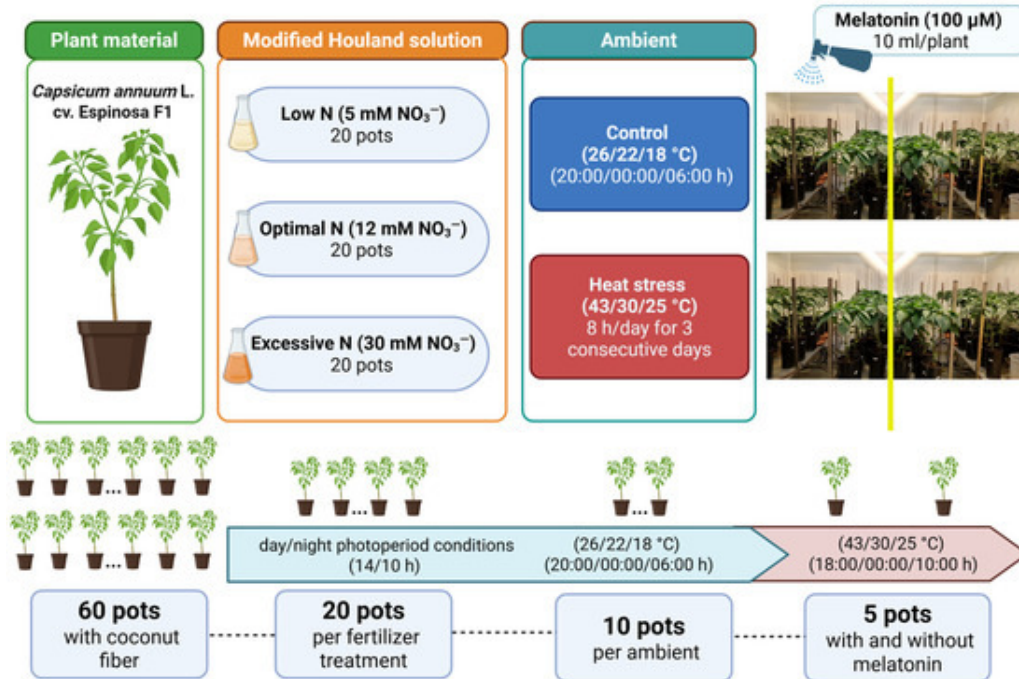 Plant material
Capsicum annuum L.
cv. Espinosa F1
Modified Houland solution
Low N (5 mM NO₃⁻)
20 pots
Optimal N (12 mM NO₃⁻)
20 pots
Excessive N (30 mM NO₃⁻)
20 pots
Ambient
Control
(26/22/18 °C)
(20:00/00:00/06:00 h)
Heat stress
(43/30/25 °C)
8 h/day for 3
consecutive days
Melatonin (100 µM)
10 ml/plant
...
...
...
...
day/night photoperiod conditions
(14/10 h)
(26/22/18 °C)
(20:00/00:00/06:00 h)
(43/30/25 °C)
(18:00/00:00/10:00 h)
60 pots
with coconut
fiber
20 pots
per fertilizer
treatment
10 pots
per ambient
5 pots
with and without
melatonin